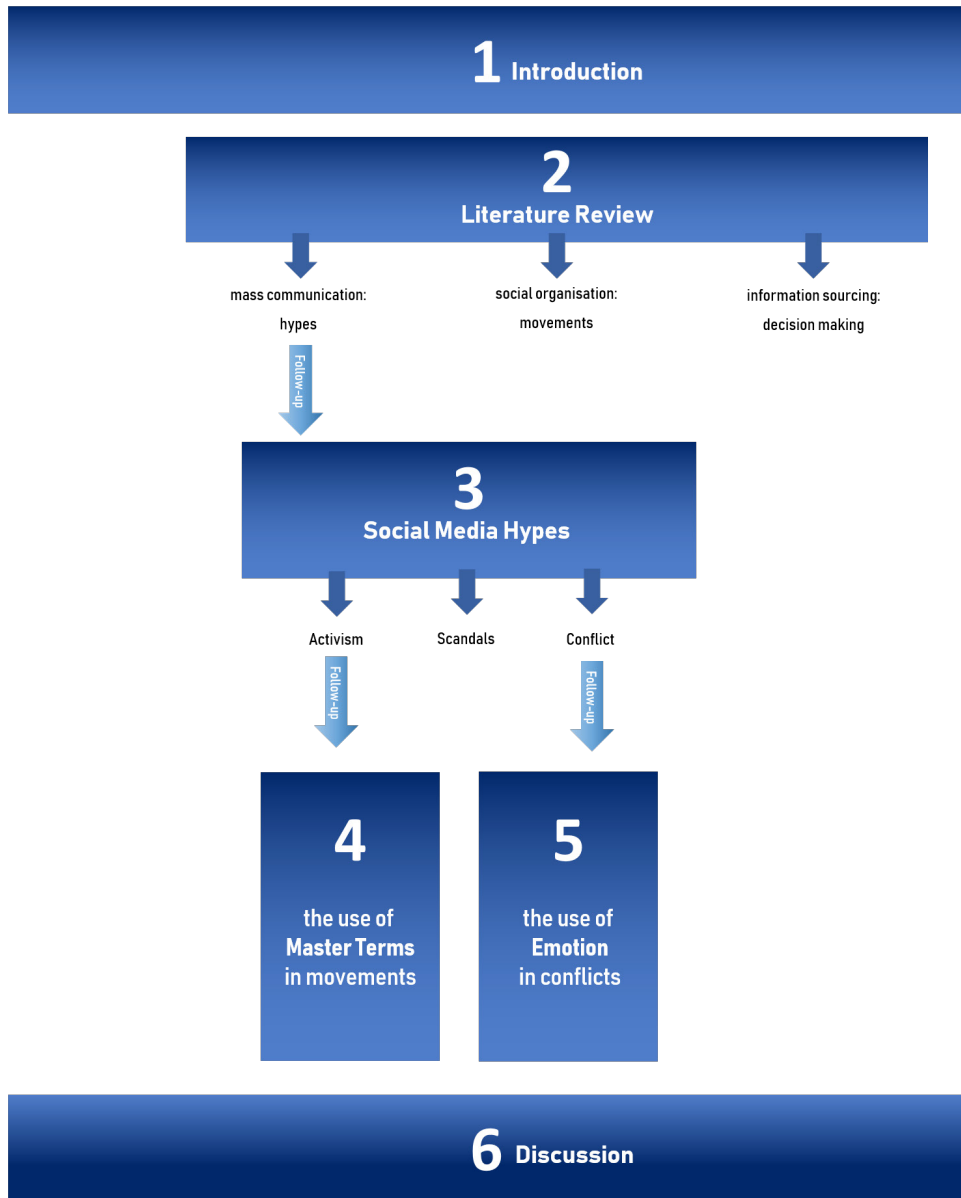 1 Introduction
2
Literature Review
mass communication:
hypes
social organisation:
movements
information sourcing:
decision making
Follow-up
3
Social Media Hypes
Activism
Scandals
Conflict
Follow-up
Follow-up
4
the use of
Master Terms
in movements
5
the use of
Emotion
in conflicts
6 Discussion